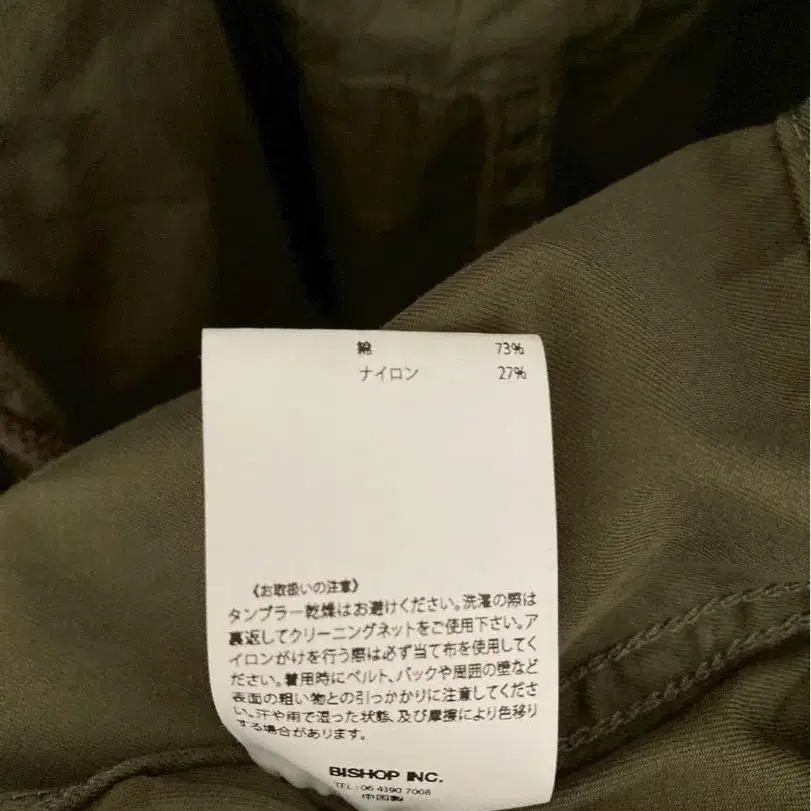 綿 73%
ナイロン 27%
《お取扱いの注意》
タンブラー乾燥はお避けください。洗濯の際は
裏返してクリーニングネットをご使用下さい。ア
イロンがけを行う際は必ず当て布を使用してく
ださい。着用時にベルト、バックや周囲の壁など
表面の粗い物との引っかかりに注意してくださ
い。汗や雨で湿った状態、及び摩擦により色移り
する場合があります。
BISHOP INC.
TEL:06 4390 7008
中国製